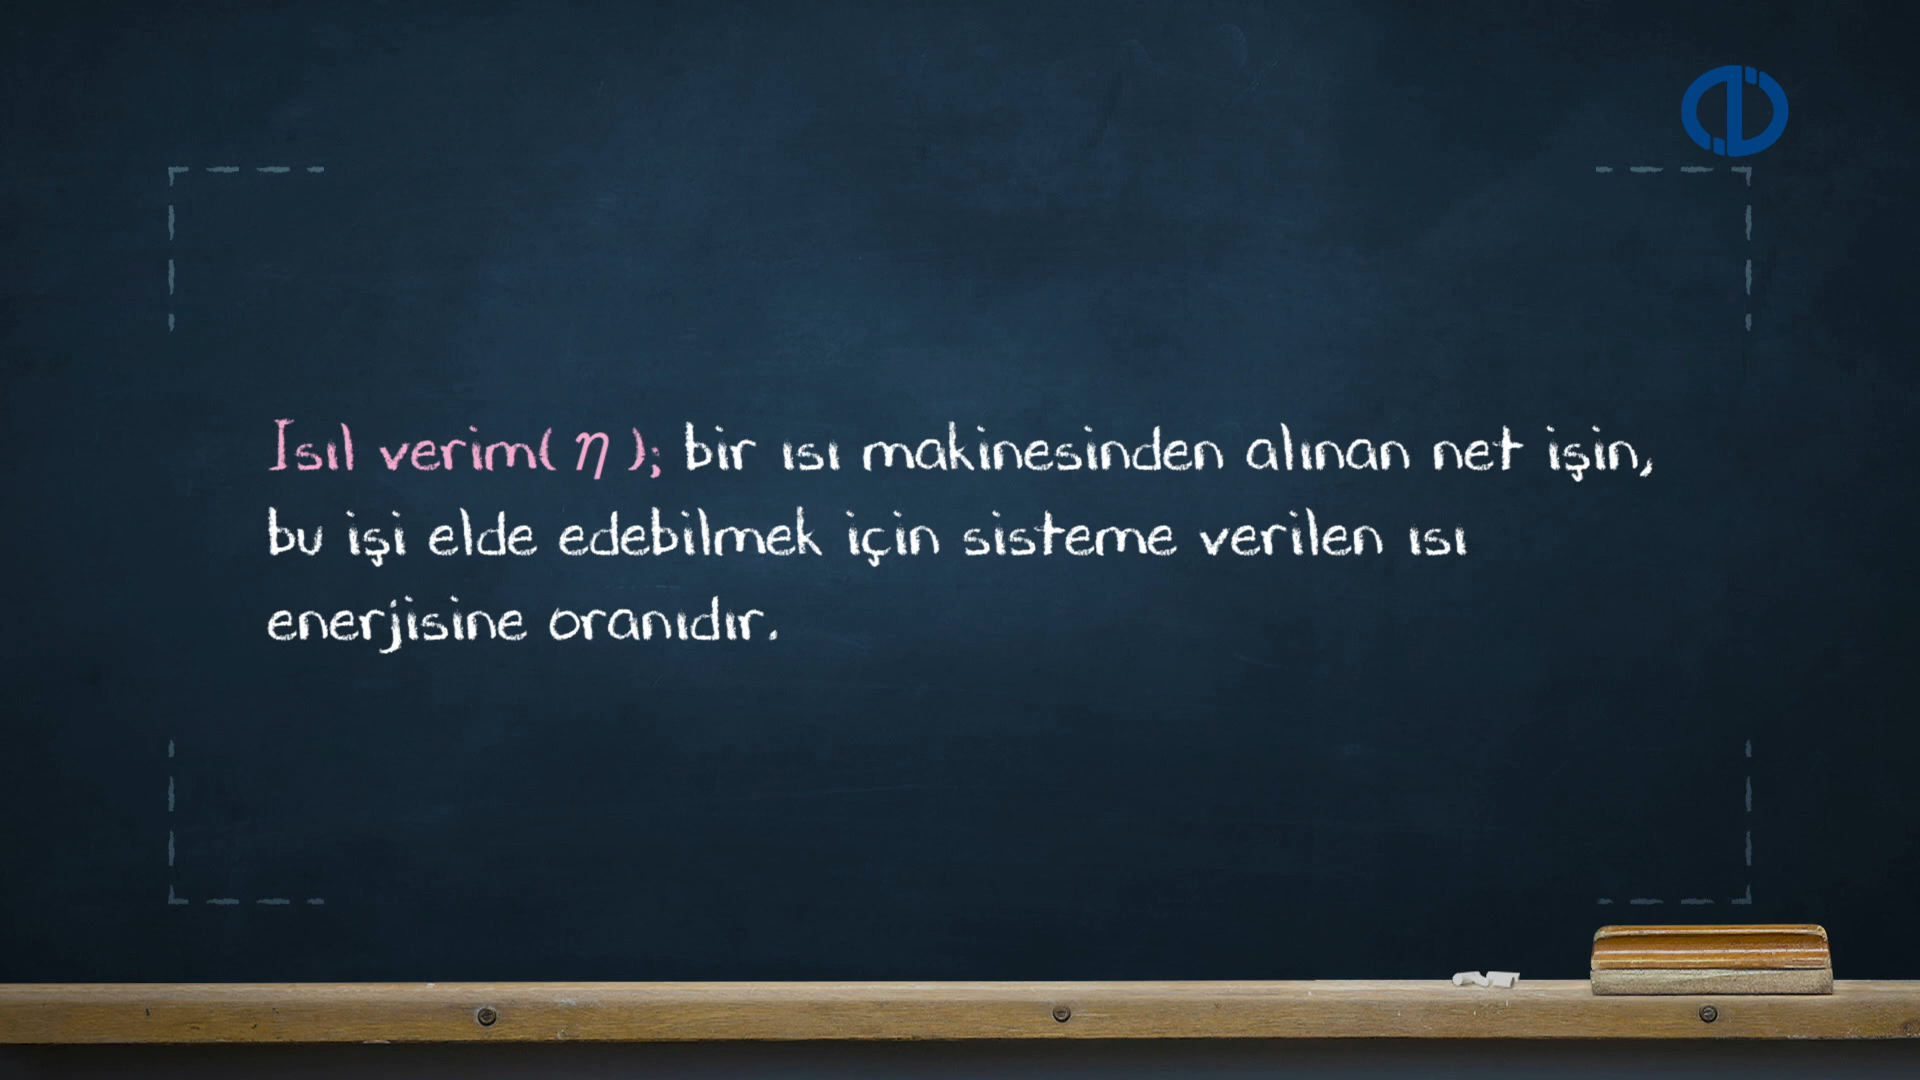 Isıl verim( η ); bir ısı makinesinden alınan net işin,
bu işi elde edebilmek için sisteme verilen ısı
enerjisine oranıdır.